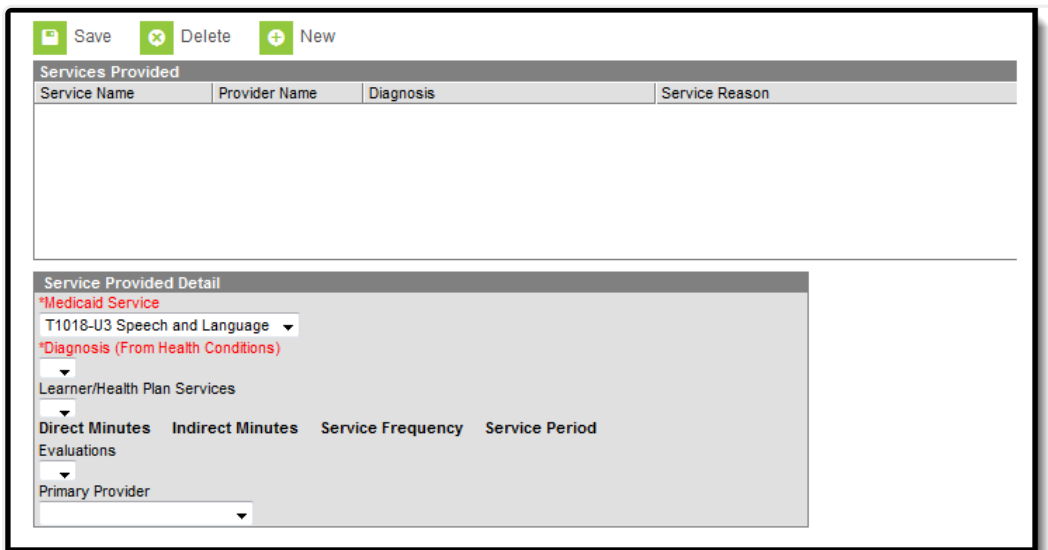 Save Delete New
Services Provided
Service Name Provider Name Diagnosis Service Reason
Service Provided Detail
*Medicaid Service
T1018-U3 Speech and Language
*Diagnosis (From Health Conditions)
Learner/Health Plan Services
Direct Minutes Indirect Minutes Service Frequency Service Period
Evaluations
Primary Provider